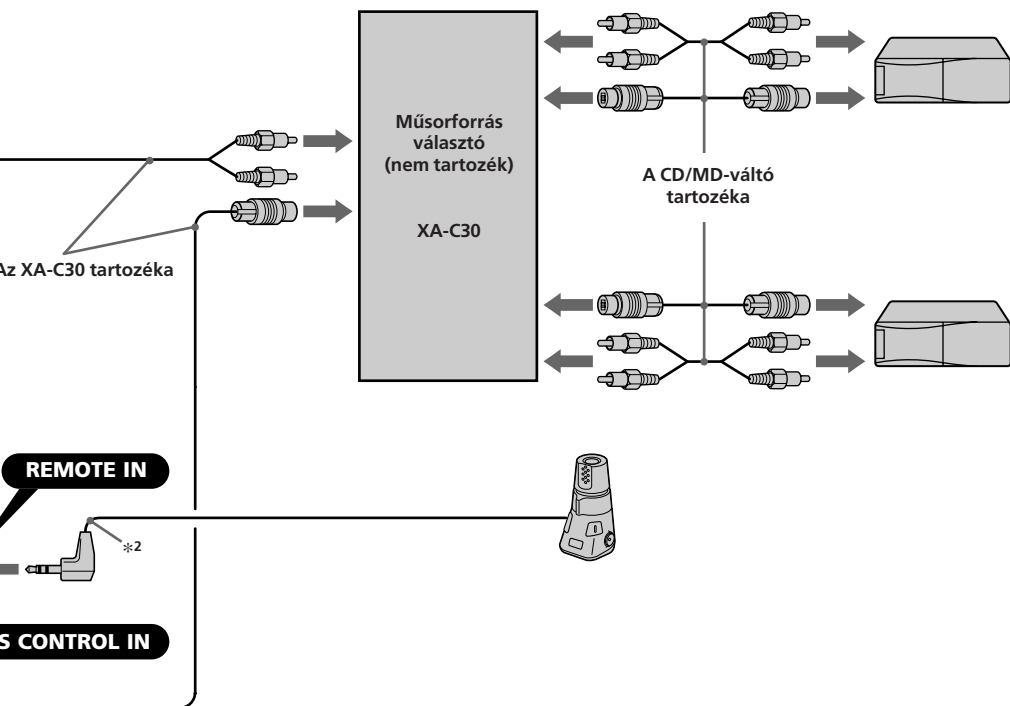 Műsorforrás
választó
(nem tartozék)
XA-C30
A CD/MD-váltó
tartozéka
Az XA-C30 tartozéka
REMOTE IN
*2
S CONTROL IN